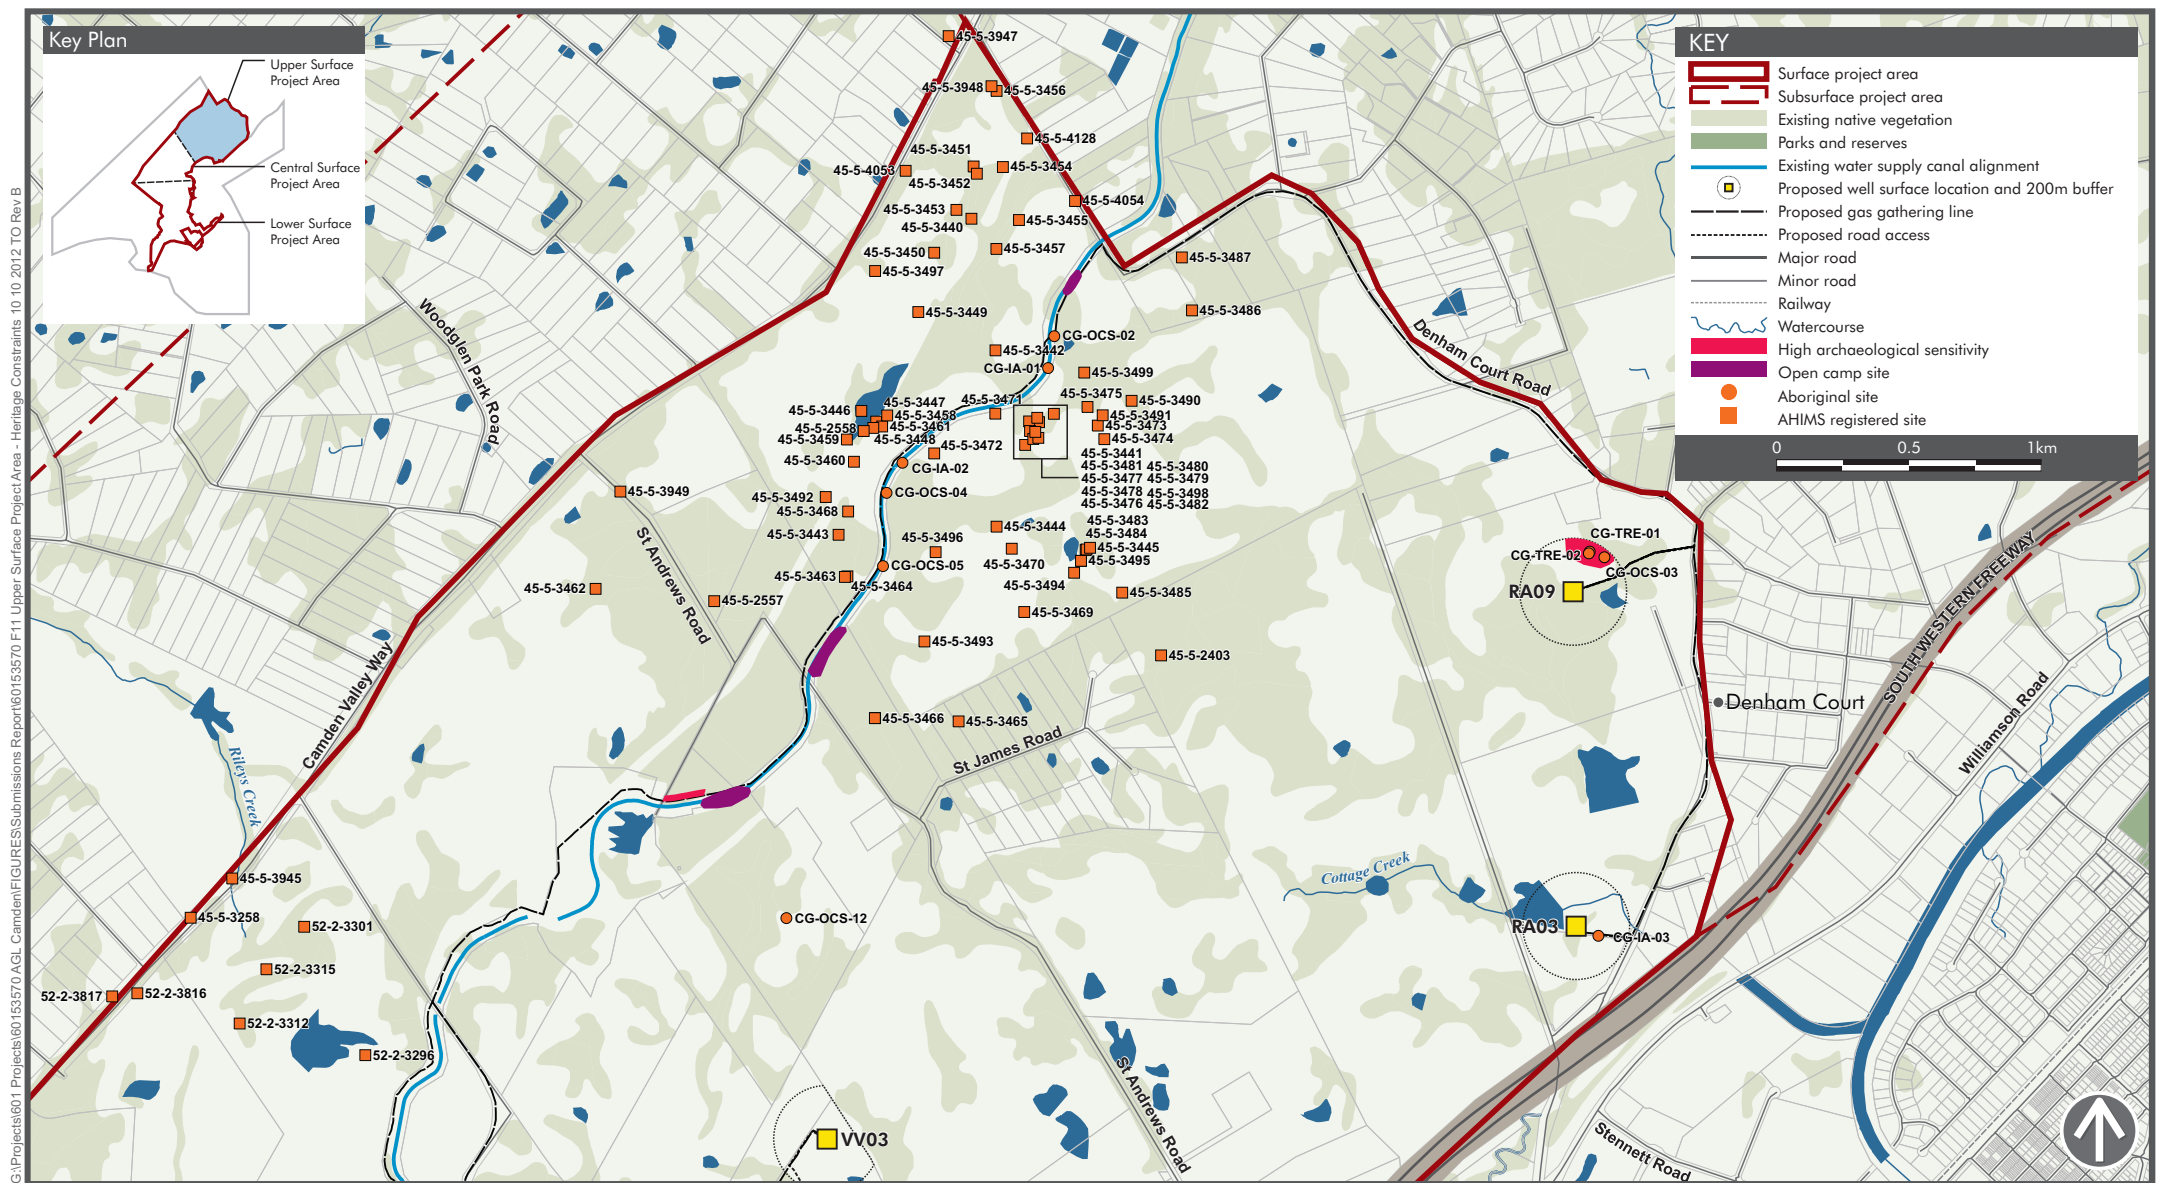 Key Plan
Upper Surface
Project Area
Central Surface
Project Area
Lower Surface
Project Area
KEY
Surface project area
Subsurface project area
Existing native vegetation
Parks and reserves
Existing water supply canal alignment
Proposed well surface location and 200m buffer
Proposed gas gathering line
Proposed road access
Major road
Minor road
Railway
Watercourse
High archaeological sensitivity
Open camp site
Aboriginal site
AHIMS registered site
0 0.5 1km
45-5-3947
45-5-3948
45-5-3456
45-5-4128
45-5-3451
45-5-4053
45-5-3454
45-5-3452
45-5-4054
45-5-3453
45-5-3455
45-5-3440
45-5-3450
45-5-3457
45-5-3497
45-5-3487
45-5-3449
45-5-3486
CG-OCS-02
45-5-3442
CG-IA-01
45-5-3499
45-5-3475
45-5-3471
45-5-3447
45-5-3490
45-5-3446
45-5-3458
45-5-3491
45-5-2558
45-5-3461
45-5-3473
45-5-3459
45-5-3448
45-5-3474
45-5-3472
45-5-3460
CG-IA-02
45-5-3441
45-5-3481 45-5-3480
45-5-3477 45-5-3479
45-5-3478 45-5-3498
45-5-3476 45-5-3482
45-5-3949
45-5-3492
CG-OCS-04
45-5-3468
45-5-3443
45-5-3444
45-5-3483
45-5-3484
45-5-3496
45-5-3445
45-5-3495
CG-OCS-05
45-5-3470
45-5-3463
45-5-3464
45-5-3494
45-5-3462
45-5-2557
45-5-3485
45-5-3469
45-5-3493
45-5-2403
45-5-3466
45-5-3465
CG-TRE-01
CG-TRE-02
CG-OCS-03
RA09
Denham Court
Woodglen Park Road
Denham Court Road
St Andrews Road
Camden Valley Way
St James Road
SOUTH WESTERN FREEWAY
Williamson Road
Rileys Creek
Cottage Creek
45-5-3945
45-5-3258
52-2-3301
CG-OCS-12
RA03
CG-IA-03
52-2-3315
52-2-3817
52-2-3816
52-2-3312
52-2-3296
VV03
St Andrews Road
Stennett Road
G:\Projects\601 Projects\60153570 AGL Camden\FIGURES\Submissions Report\60153570 F11 Upper Surface Project Area - Heritage Constraints 10 10 2012 TO Rev B